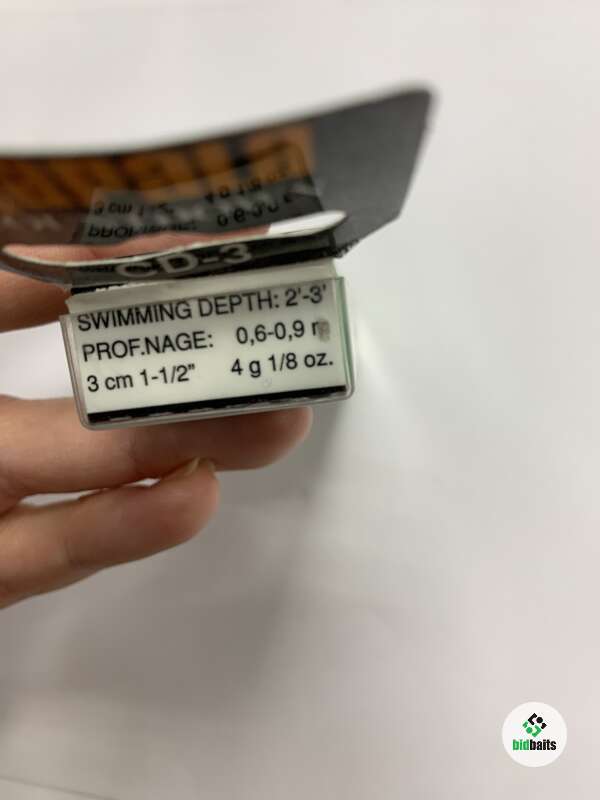 CD-3
SWIMMING DEPTH: 2'-3'
PROF.NAGE: 0,6-0,9 m
3 cm 1-1/2" 4 g 1/8 oz.
bidbaits